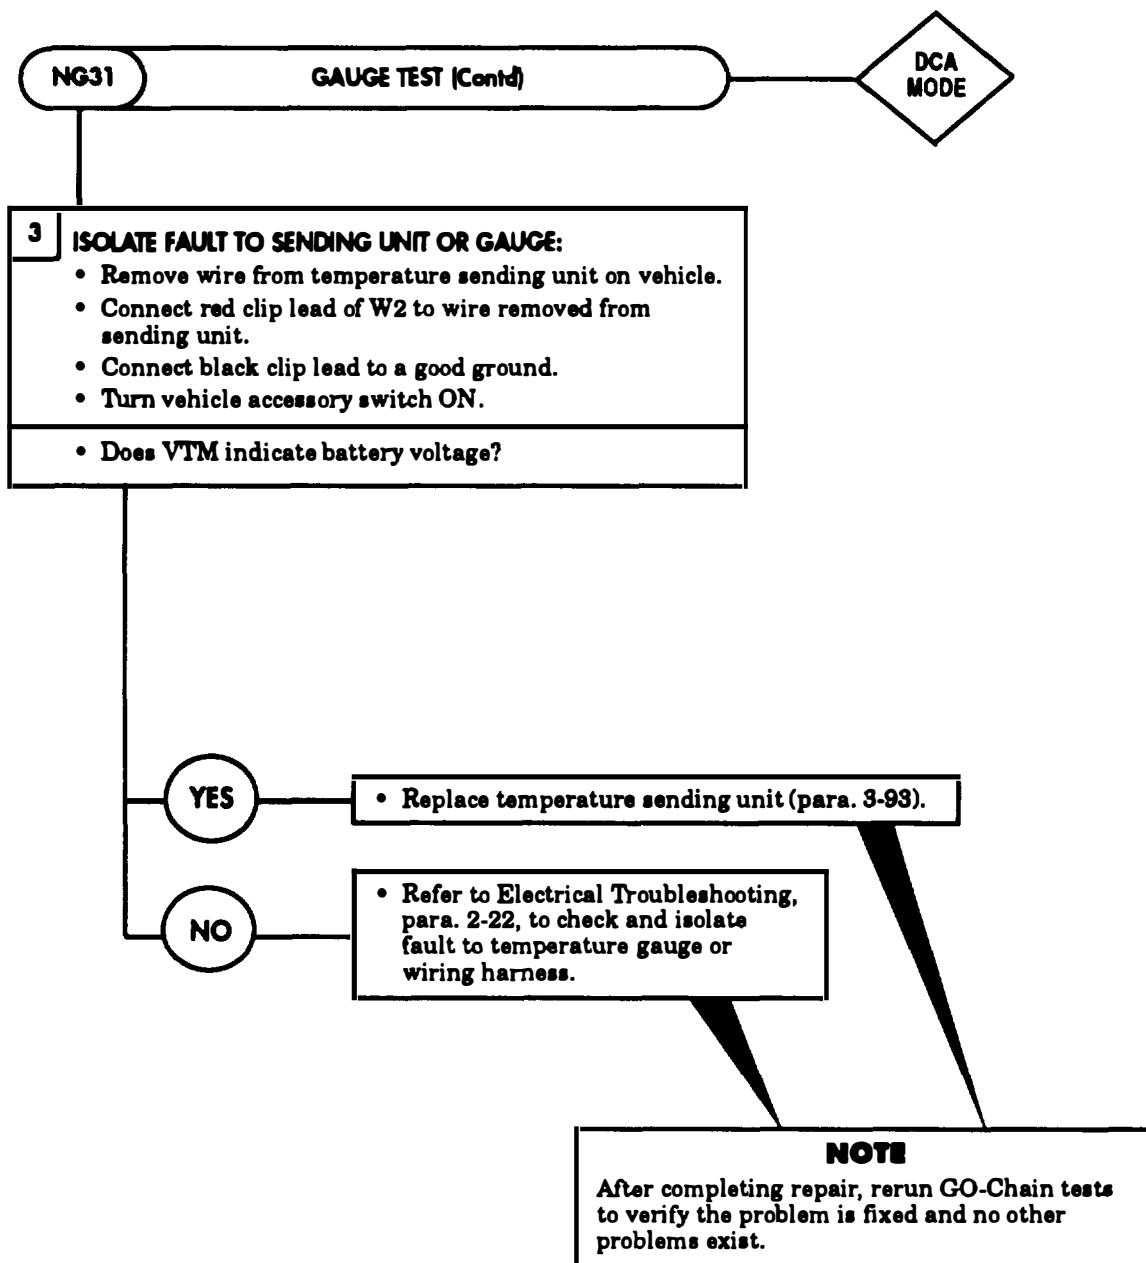 NG31
GAUGE TEST (Contd)
DCA
MODE
3
ISOLATE FAULT TO SENDING UNIT OR GAUGE:
• Remove wire from temperature sending unit on vehicle.
• Connect red clip lead of W2 to wire removed from
sending unit.
• Connect black clip lead to a good ground.
• Turn vehicle accessory switch ON.
• Does VTM indicate battery voltage?
YES
• Replace temperature sending unit (para. 3-93).
NO
• Refer to Electrical Troubleshooting,
para. 2-22, to check and isolate
fault to temperature gauge or
wiring harness.
NOTE
After completing repair, rerun GO-Chain tests
to verify the problem is fixed and no other
problems exist.